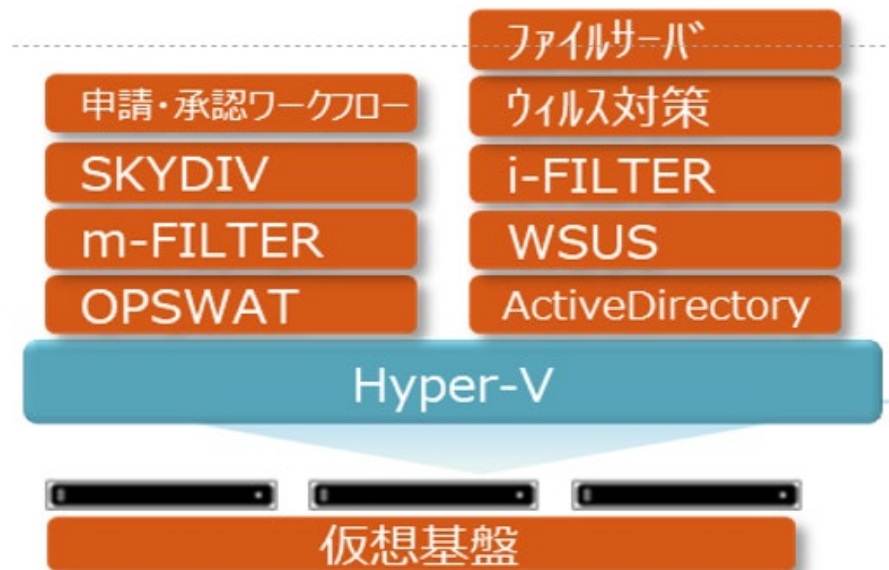 ファイルサーバ
申請・承認ワークフロー
ウィルス対策
SKYDIV
i-FILTER
m-FILTER
WSUS
OPSWAT
ActiveDirectory
Hyper-V
仮想基盤